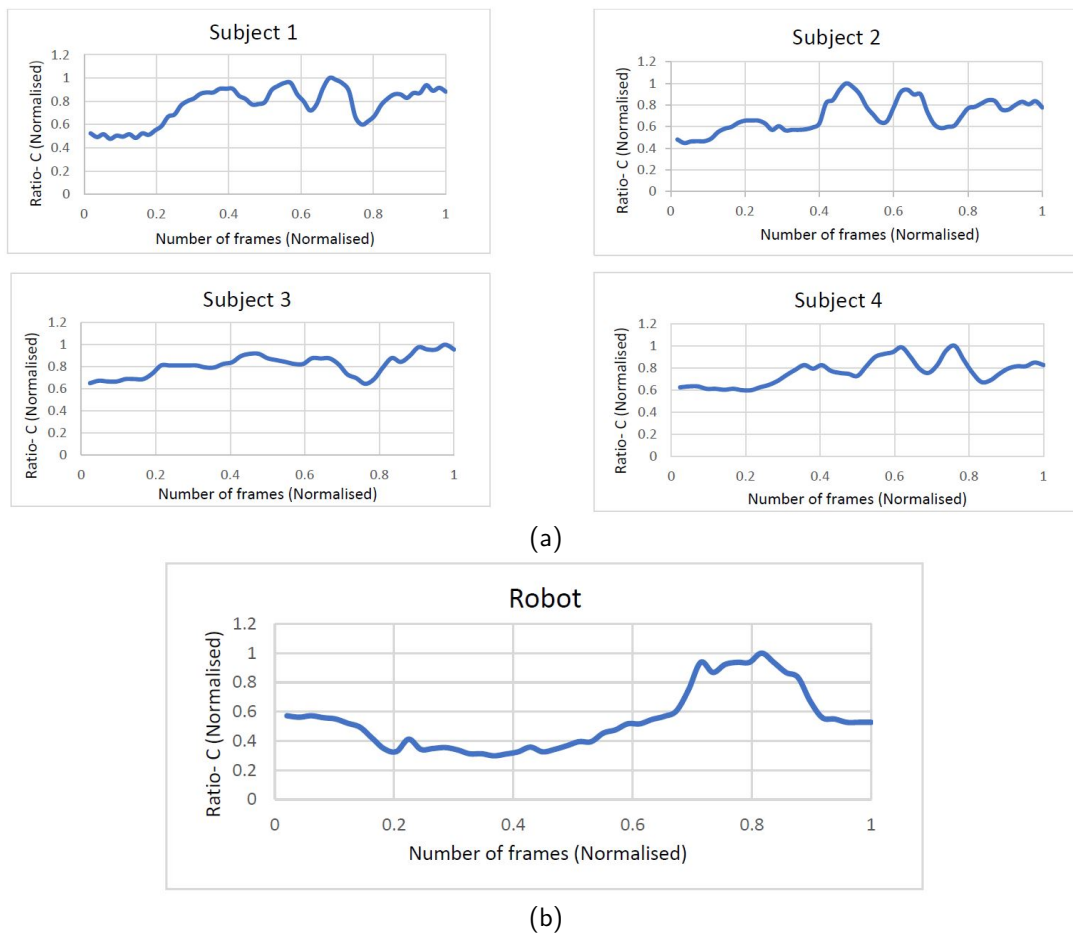 Subject 1
Ratio- C (Normalised)
1.2
1
0.8
0.6
0.4
0.2
0
0 0.2 0.4 0.6 0.8 1
Number of frames (Normalised)
Subject 2
Ratio- C (Normalised)
1.2
1
0.8
0.6
0.4
0.2
0
0 0.2 0.4 0.6 0.8 1
Number of frames (Normalised)
Subject 3
Ratio- C (Normalised)
1.2
1
0.8
0.6
0.4
0.2
0
0 0.2 0.4 0.6 0.8 1
Number of frames (Normalised)
Subject 4
Ratio- C (Normalised)
1.2
1
0.8
0.6
0.4
0.2
0
0 0.2 0.4 0.6 0.8 1
Number of frames (Normalised)
(a)
Robot
Ratio- C (Normalised)
1.2
1
0.8
0.6
0.4
0.2
0
0 0.2 0.4 0.6 0.8 1
Number of frames (Normalised)
(b)